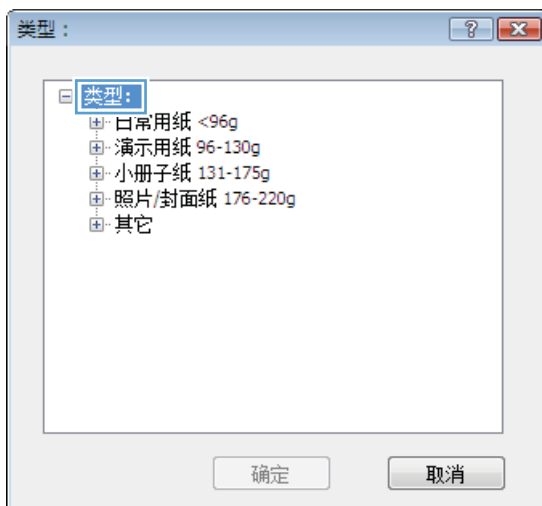 类型：
类型：
日常用纸 <96g
演示用纸 96-130g
小册子纸 131-175g
照片/封面纸 176-220g
其它
确定
取消